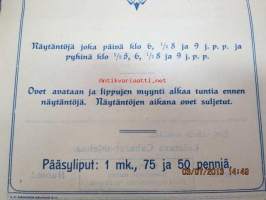 Näytäntöjä joka päivä klo 6, ½8 ja 9 j. p. p. ja
pyhinä klo ½5, 6, ½8 ja 9 j. p. p.
Ovet avataan ja lippujen myynti alkaa tuntia ennen
näytäntöjä. Näytäntöjen aikana ovet suljetut.
Pääsyliput: 1 mk., 75 ja 50 penniä.
03/07/2013 14:49